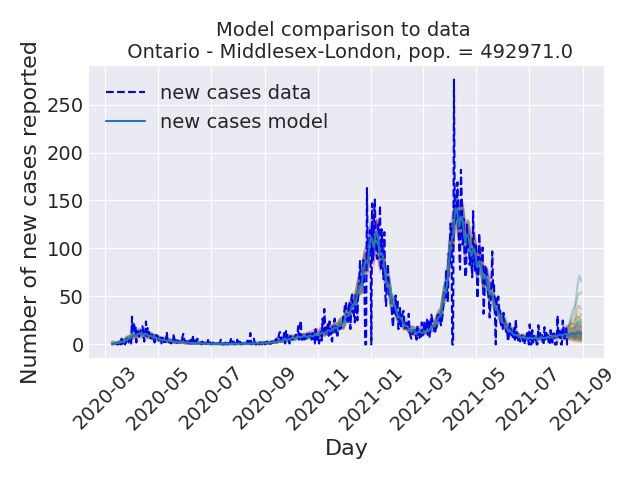 Model comparison to data
Ontario - Middlesex-London, pop. = 492971.0
Number of new cases reported
250
200
150
100
50
0
new cases data
new cases model
2020-03
2020-05
2020-07
2020-09
2020-11
2021-01
2021-03
2021-05
2021-07
2021-09
Day